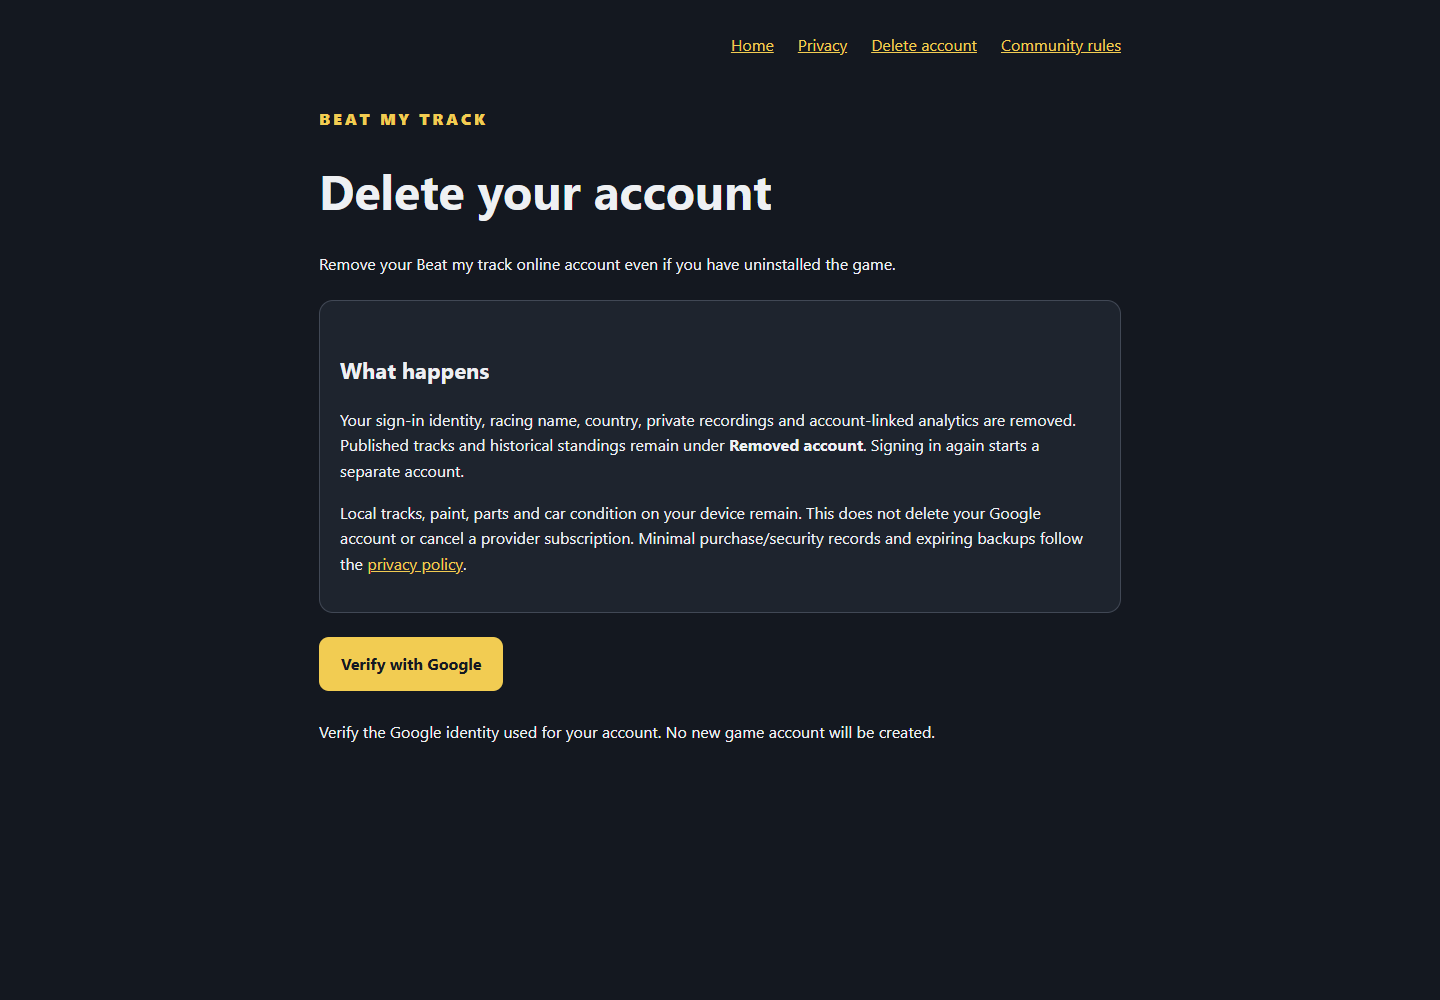 Home Privacy Delete account Community rules
BEAT MY TRACK
Delete your account
Remove your Beat my track online account even if you have uninstalled the game.
What happens
Your sign-in identity, racing name, country, private recordings and account-linked analytics are removed.
Published tracks and historical standings remain under Removed account. Signing in again starts a
separate account.
Local tracks, paint, parts and car condition on your device remain. This does not delete your Google
account or cancel a provider subscription. Minimal purchase/security records and expiring backups follow
the privacy policy.
Verify with Google
Verify the Google identity used for your account. No new game account will be created.